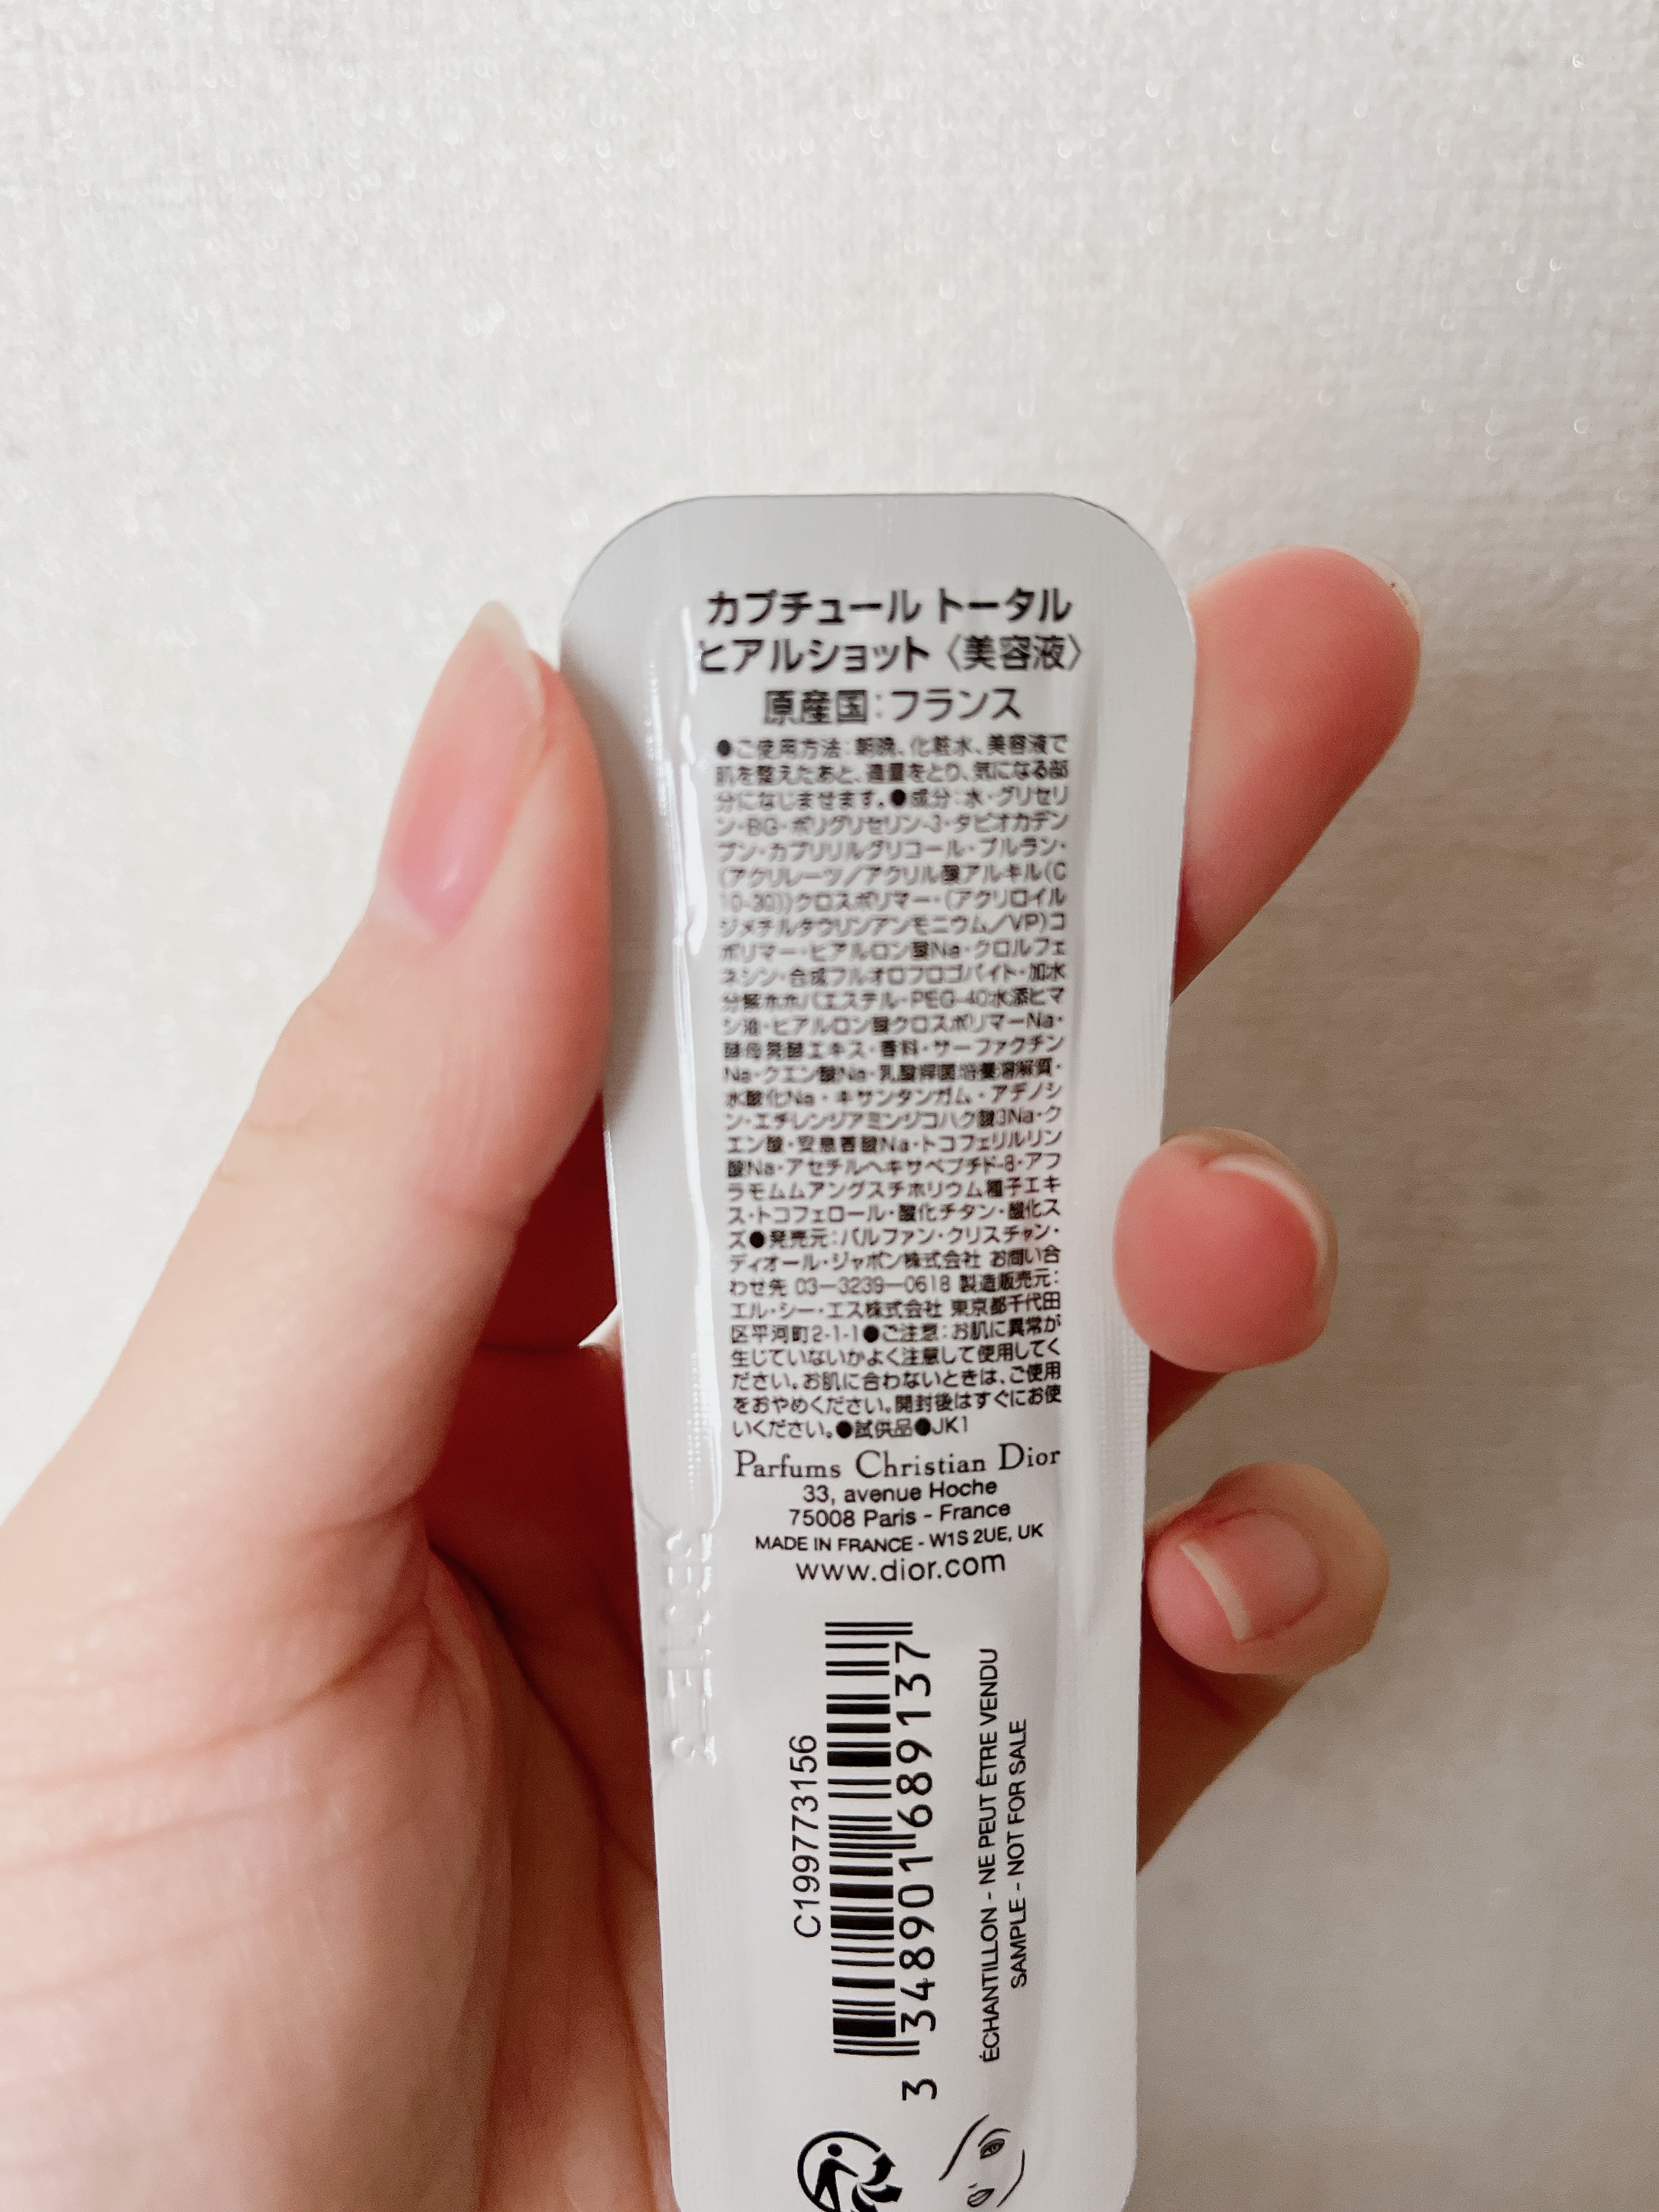 カプチュール トータル
ヒアルショット〈美容液〉
原産国：フランス
●ご使用方法：朝晩、化粧水、美容液で
肌を整えたあと、適量をとり、気になる部
分になじませます。●成分：水・グリセリ
ン・BG・ポリグリセリン-3・タピオカデン
プン・カプリリルグリコール・プルラン・
(アクリレーツ／アクリル酸アルキル(C
10-30))クロスポリマー・(アクリロイル
ジメチルタウリンアンモニウム／VP)コ
ポリマー・ヒアルロン酸Na・クロルフェ
ネシン・合成フルオロフロゴパイト・加水
分解ホホバエステル・PEG-40水添ヒマ
シ油・ヒアルロン酸クロスポリマーNa・
酵母発酵エキス・香料・サーファクチン
Na・クエン酸Na・乳酸桿菌培養溶解質・
水酸化Na・キサンタンガム・アデノシ
ン・エチレンジアミンジコハク酸3Na・ク
エン酸・安息香酸Na・トコフェリルリン
酸Na・アセチルヘキサペプチド-8・アフ
ラモムムアングスチホリウム種子エキ
ス・トコフェロール・酸化チタン・酸化ス
ズ●発売元：パルファン・クリスチャン・
ディオール・ジャポン株式会社 お問い合
わせ先 03—3239—0618 製造販売元：
エル・シー・エス株式会社 東京都千代田
区平河町2-1-1●ご注意：お肌に異常が
生じていないかよく注意して使用してく
ださい。お肌に合わないときは、ご使用
をおやめください。開封後はすぐにお使
いください。●試供品●JK1
Parfums Christian Dior
33, avenue Hoche
75008 Paris - France
MADE IN FRANCE - W1S 2UE, UK
www.dior.com
C199773156
3 348901 689137
ÉCHANTILLON - NE PEUT ÊTRE VENDU
SAMPLE - NOT FOR SALE